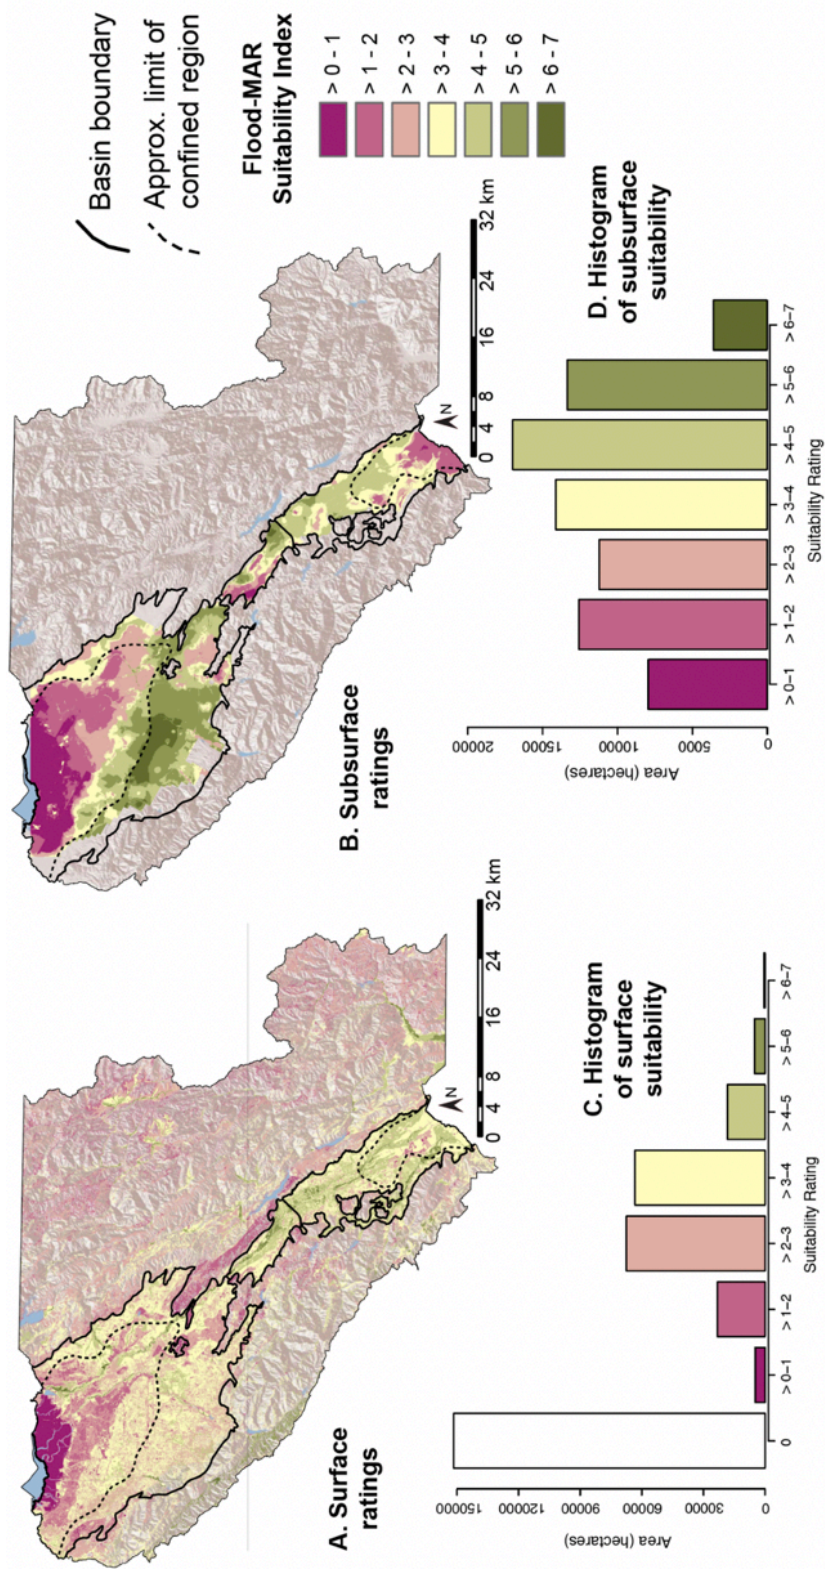 Basin boundary
Approx. limit of
confined region
Flood-MAR
Suitability Index
> 0 - 1
> 1 - 2
> 2 - 3
> 3 - 4
> 4 - 5
> 5 - 6
> 6 - 7
A. Surface
ratings
N
0 4 8 16 24 32 km
B. Subsurface
ratings
N
0 4 8 16 24 32 km
C. Histogram
of surface
suitability
Area (hectares)
150000
120000
90000
60000
30000
0
0 > 0–1 > 1–2 > 2–3 > 3–4 > 4–5 > 5–6 > 6–7
Suitability Rating
D. Histogram
of subsurface
suitability
Area (hectares)
20000
15000
10000
5000
0
> 0–1 > 1–2 > 2–3 > 3–4 > 4–5 > 5–6 > 6–7
Suitability Rating